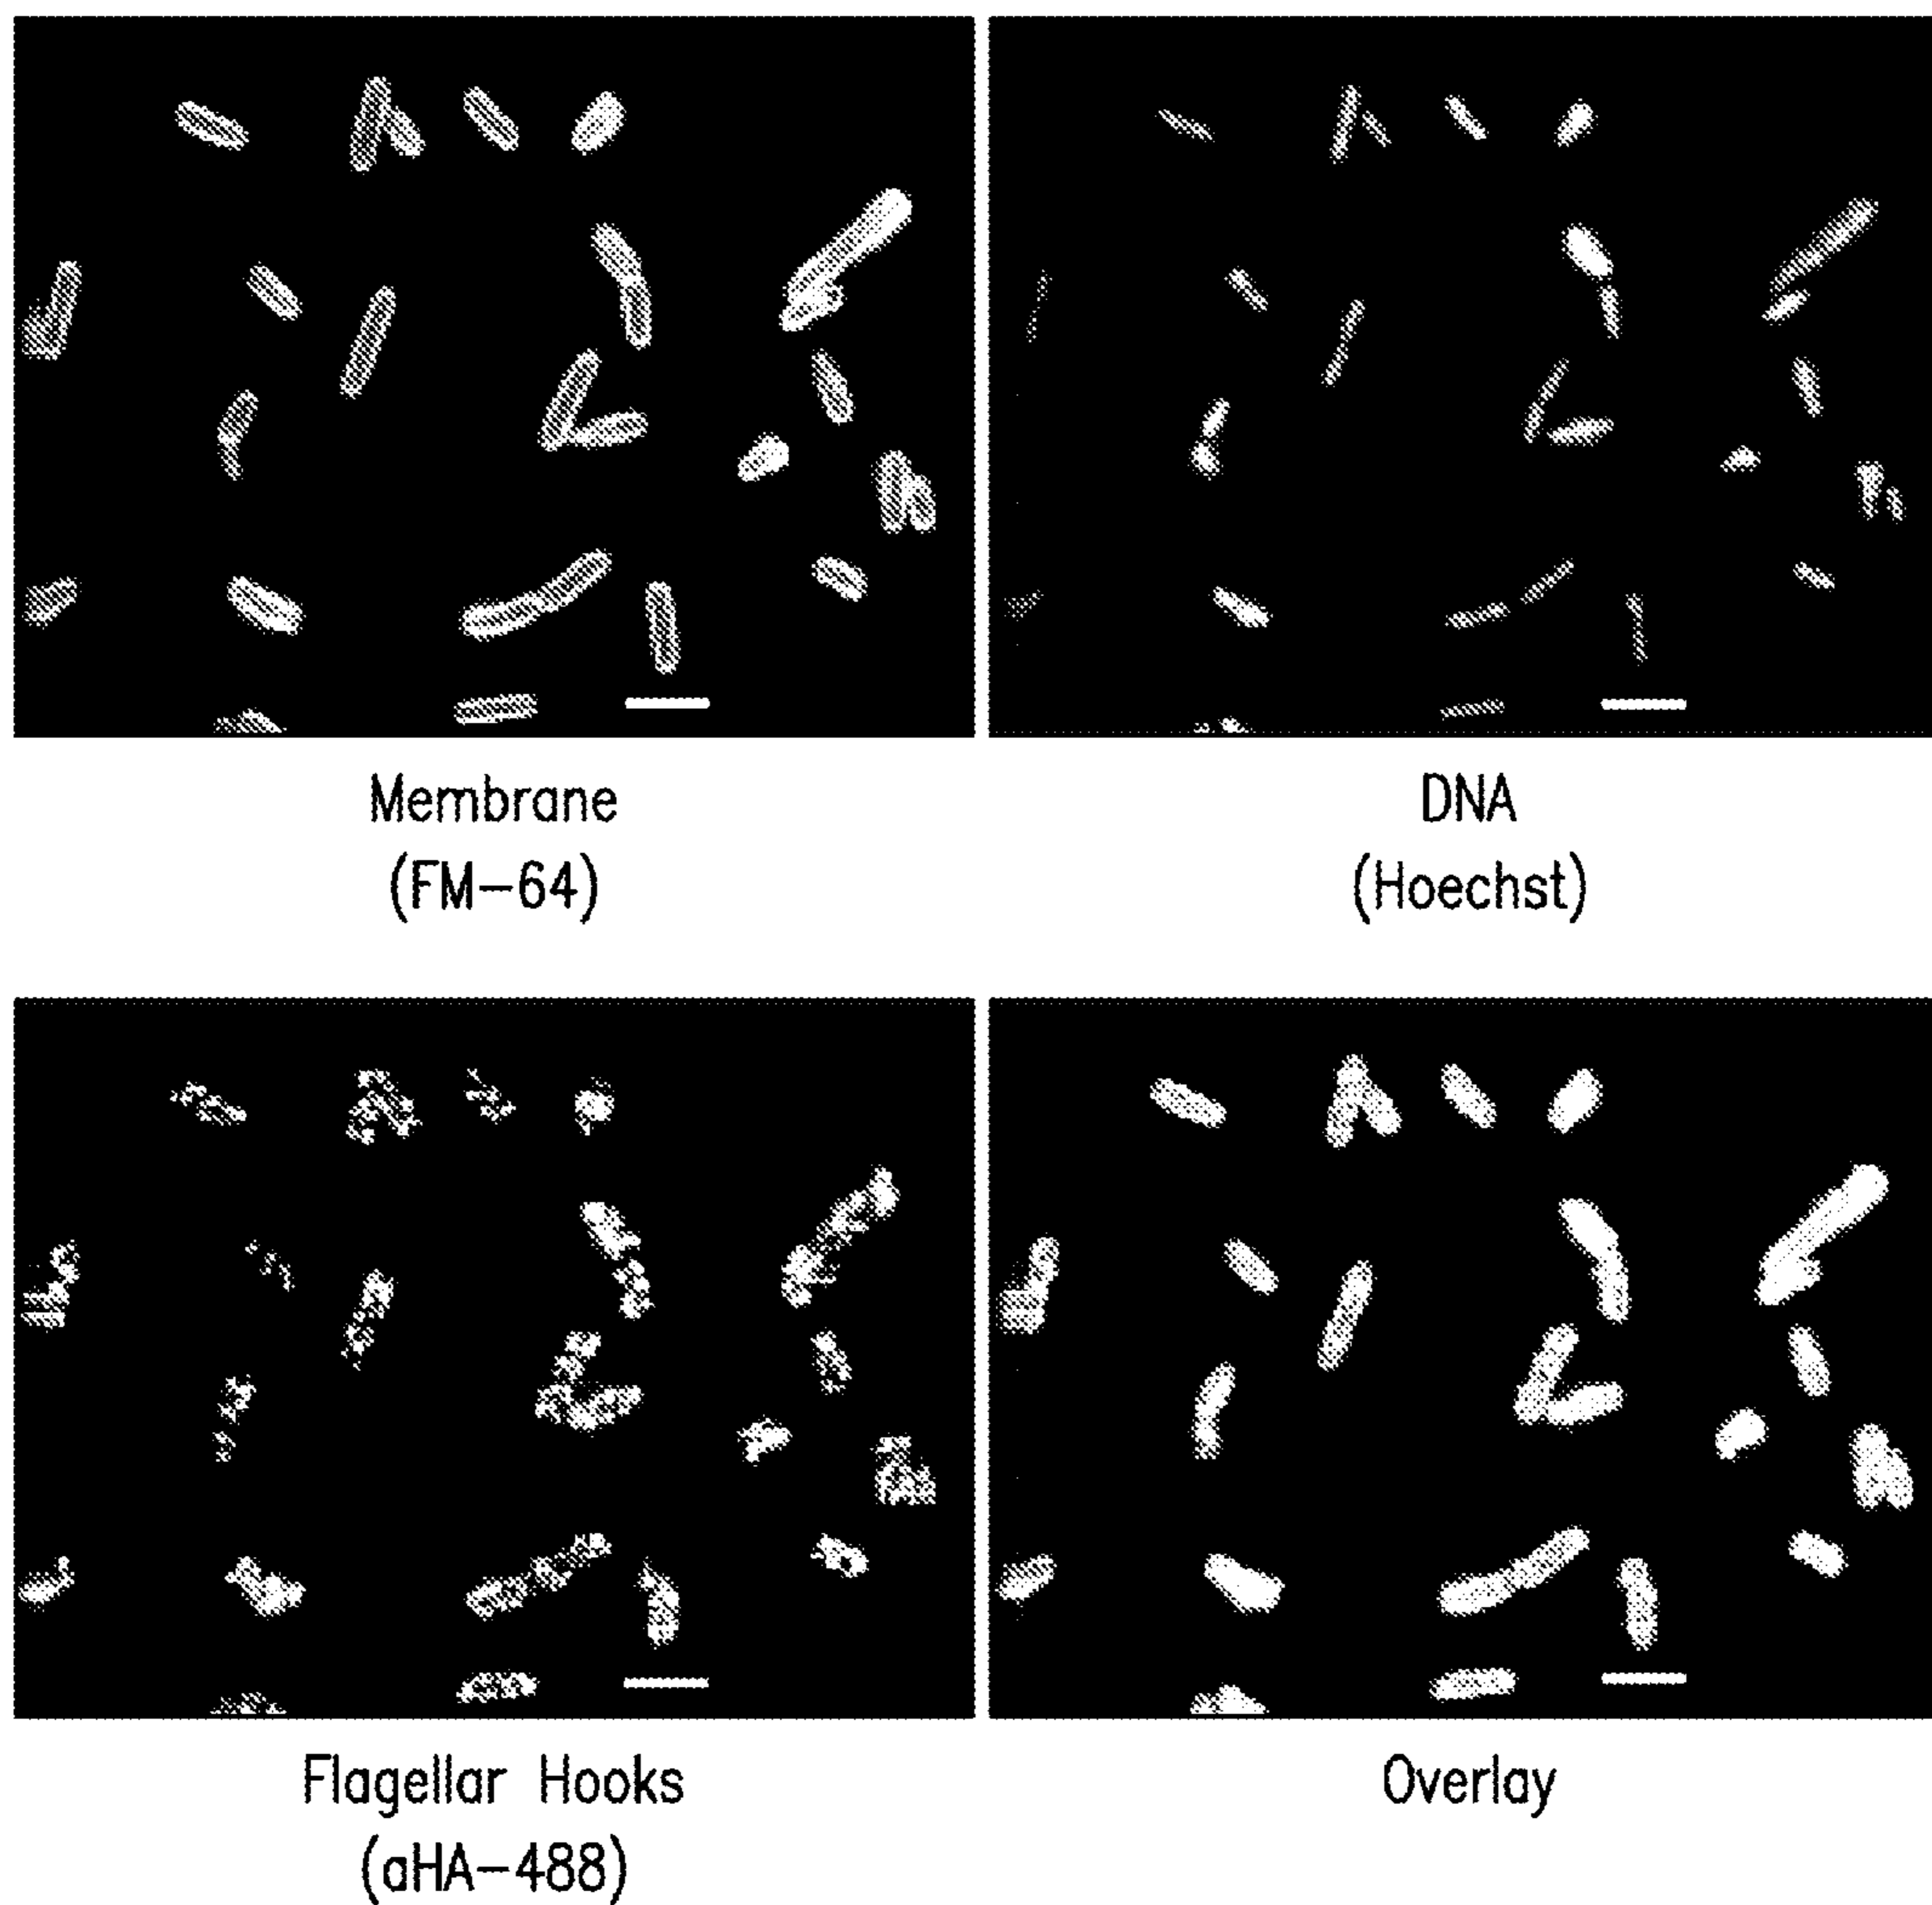 Membrane
(FM-64)
DNA
(Hoechst)
Flagellar Hooks
(aHA-488)
Overlay